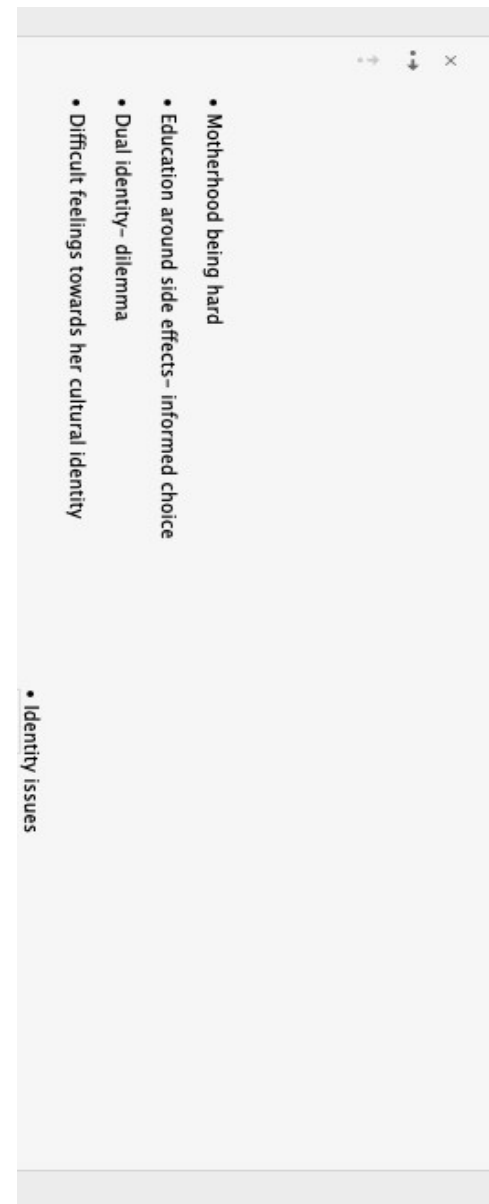 • Motherhood being hard
• Education around side effects– informed choice
• Dual identity– dilemma
• Difficult feelings towards her cultural identity
• Identity issues